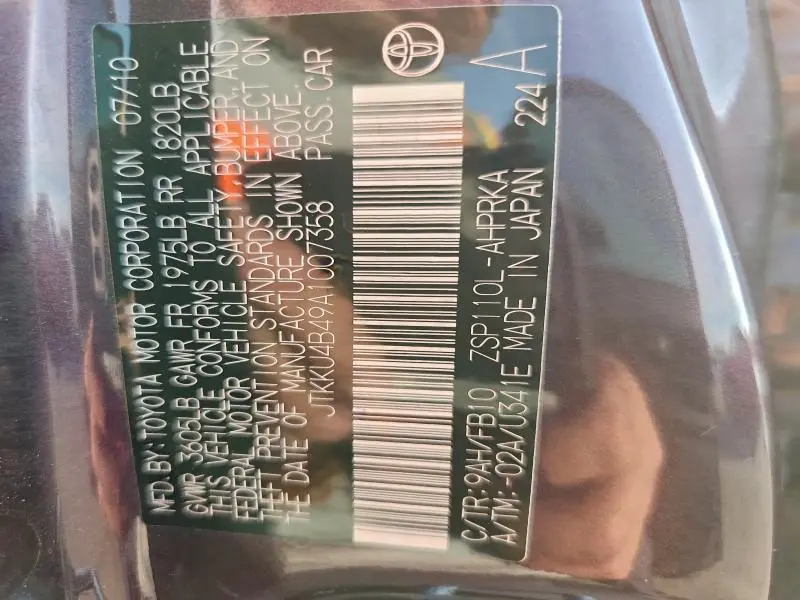 MFD.BY:TOYOTA MOTOR CORPORATION 07/10
GVWR 3605LB GAWR FR 1975LB RR 1820LB
THIS VEHICLE CONFORMS TO ALL APPLICABLE
FEDERAL MOTOR VEHICLE SAFETY, BUMPER, AND
THEFT PREVENTION STANDARDS IN EFFECT ON
THE DATE OF MANUFACTURE SHOWN ABOVE.
JTKKU4B49A1007358 PASS.CAR
C/TR:9AH/FB10 ZSP110L-AHPRKA
A/TM:-02A/U341E MADE IN JAPAN 224 A